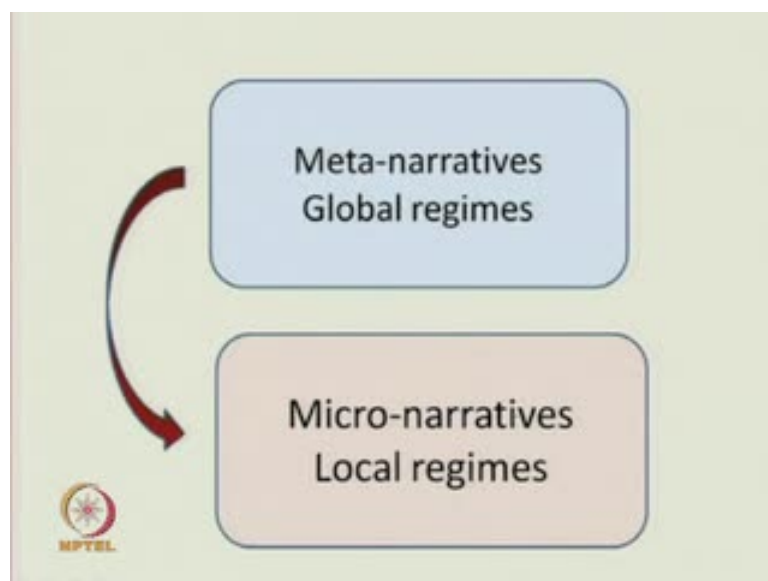 Meta-narratives
Global regimes
Micro-narratives
Local regimes
NPTEL